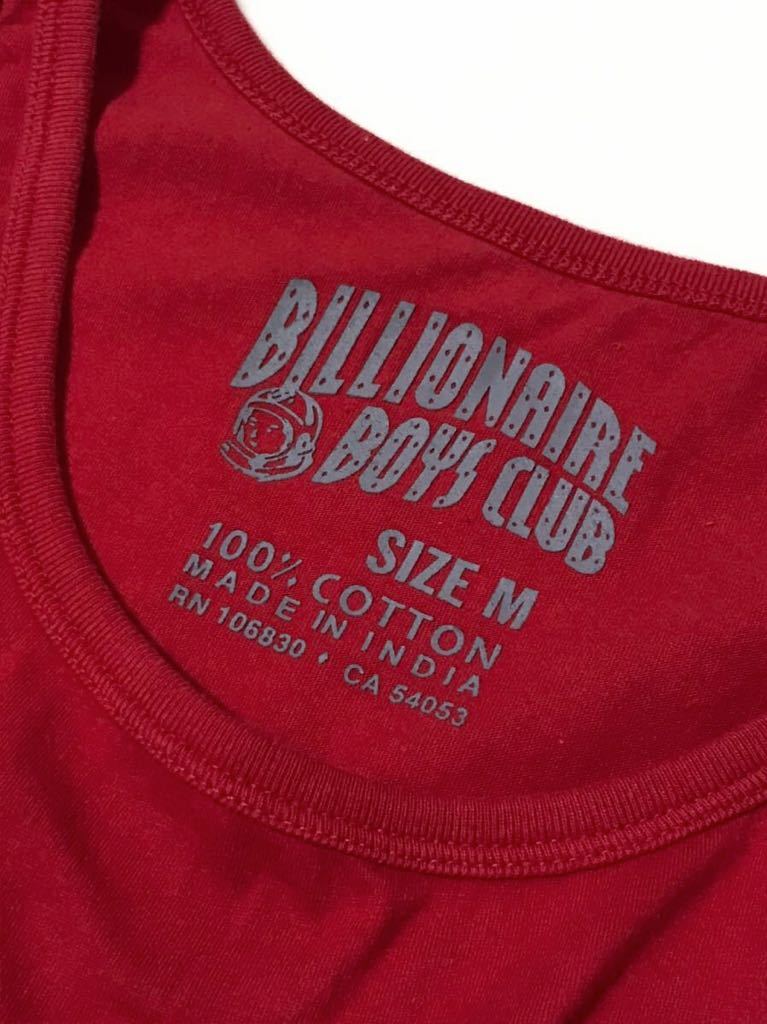 BILLIONAIRE
BOYS CLUB
SIZE M
100% COTTON
MADE IN INDIA
RN 106830 ♦ CA 54053